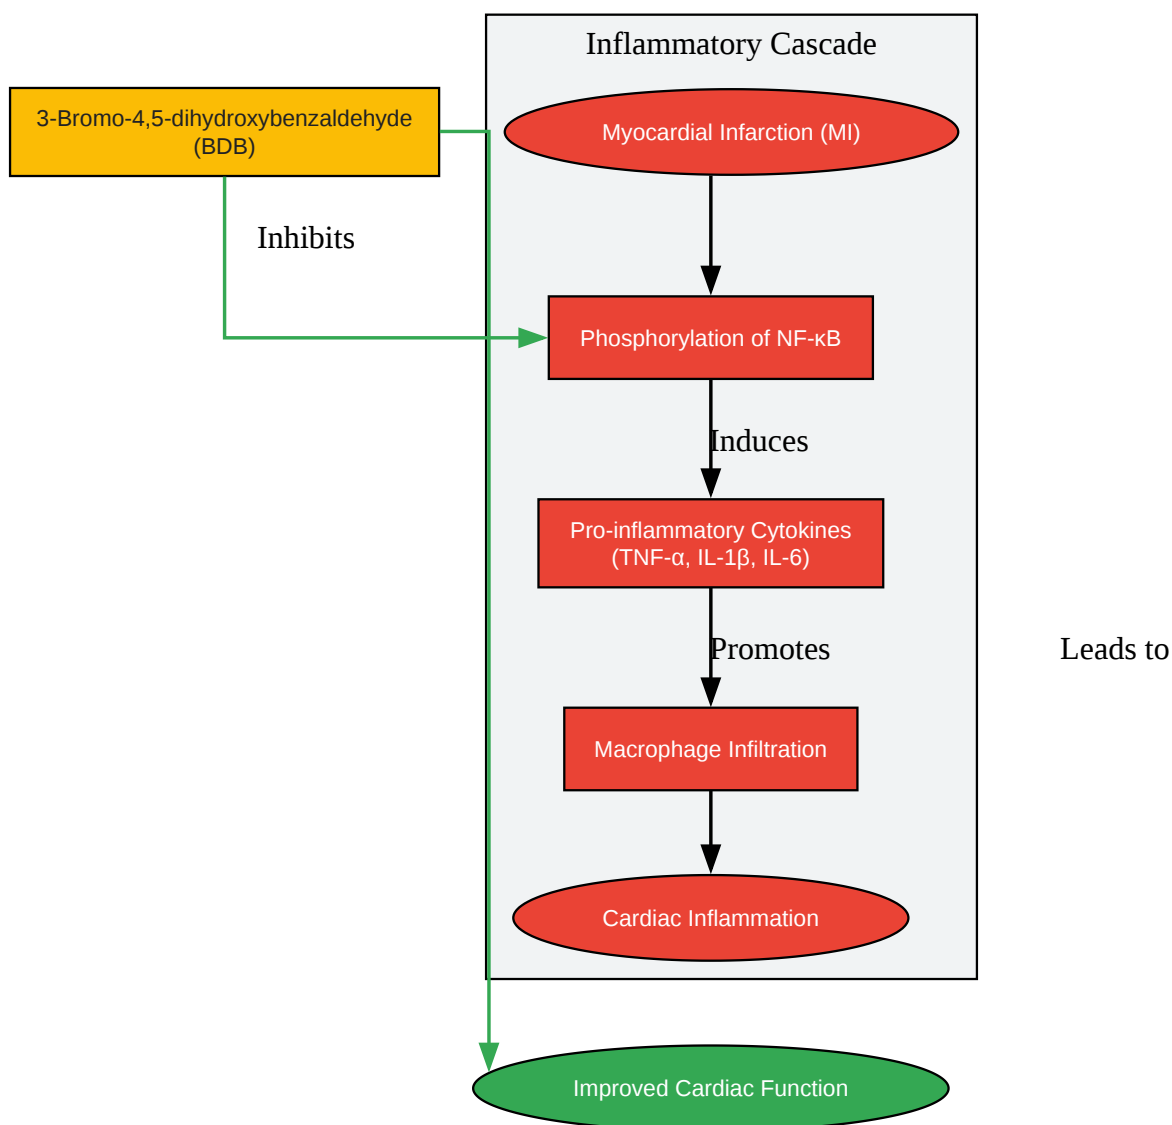 Inflammatory Cascade
3-Bromo-4,5-dihydroxybenzaldehyde
(BDB)
Myocardial Infarction (MI)
Inhibits
Phosphorylation of NF-κB
Induces
Pro-inflammatory Cytokines
(TNF-α, IL-1β, IL-6)
Promotes
Leads to
Macrophage Infiltration
Cardiac Inflammation
Improved Cardiac Function